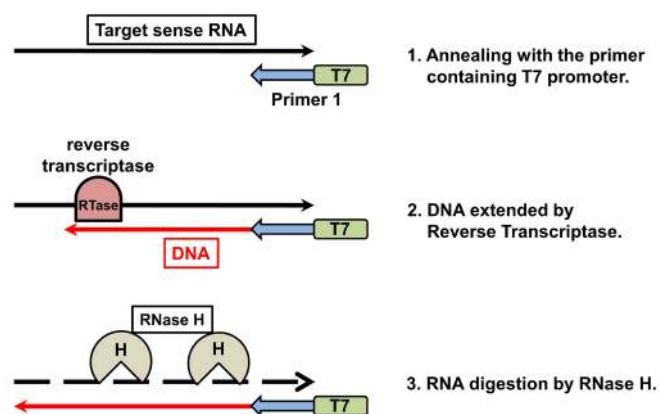 Target sense RNA
T7
Primer 1
1. Annealing with the primer
containing T7 promoter.
reverse
transcriptase
RTase
T7
DNA
2. DNA extended by
Reverse Transcriptase.
RNase H
H
H
T7
3. RNA digestion by RNase H.